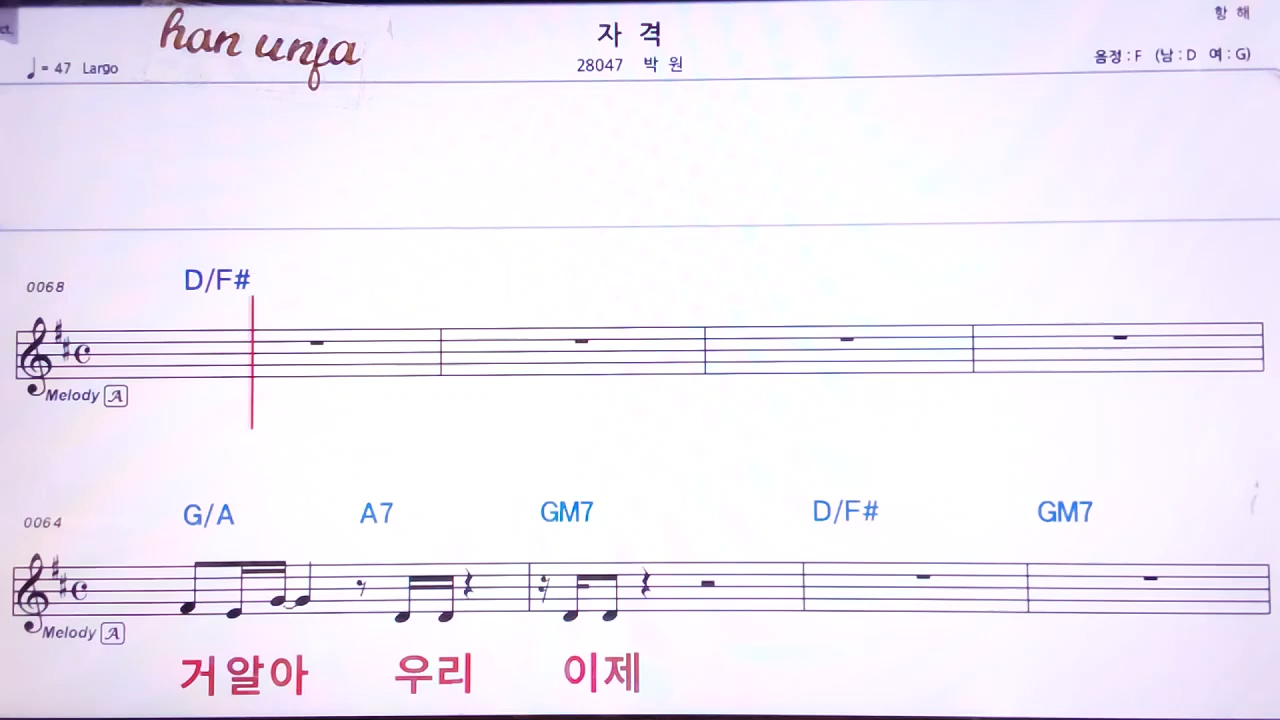 ct.
han unfa
자 격
항 해
♩= 47 Largo
28047 박 원
음정 : F (남 : D 여 : G)
D/F#
0068
Melody A
G/A A7 GM7 D/F# GM7
0064
Melody A
거알아 우리 이제